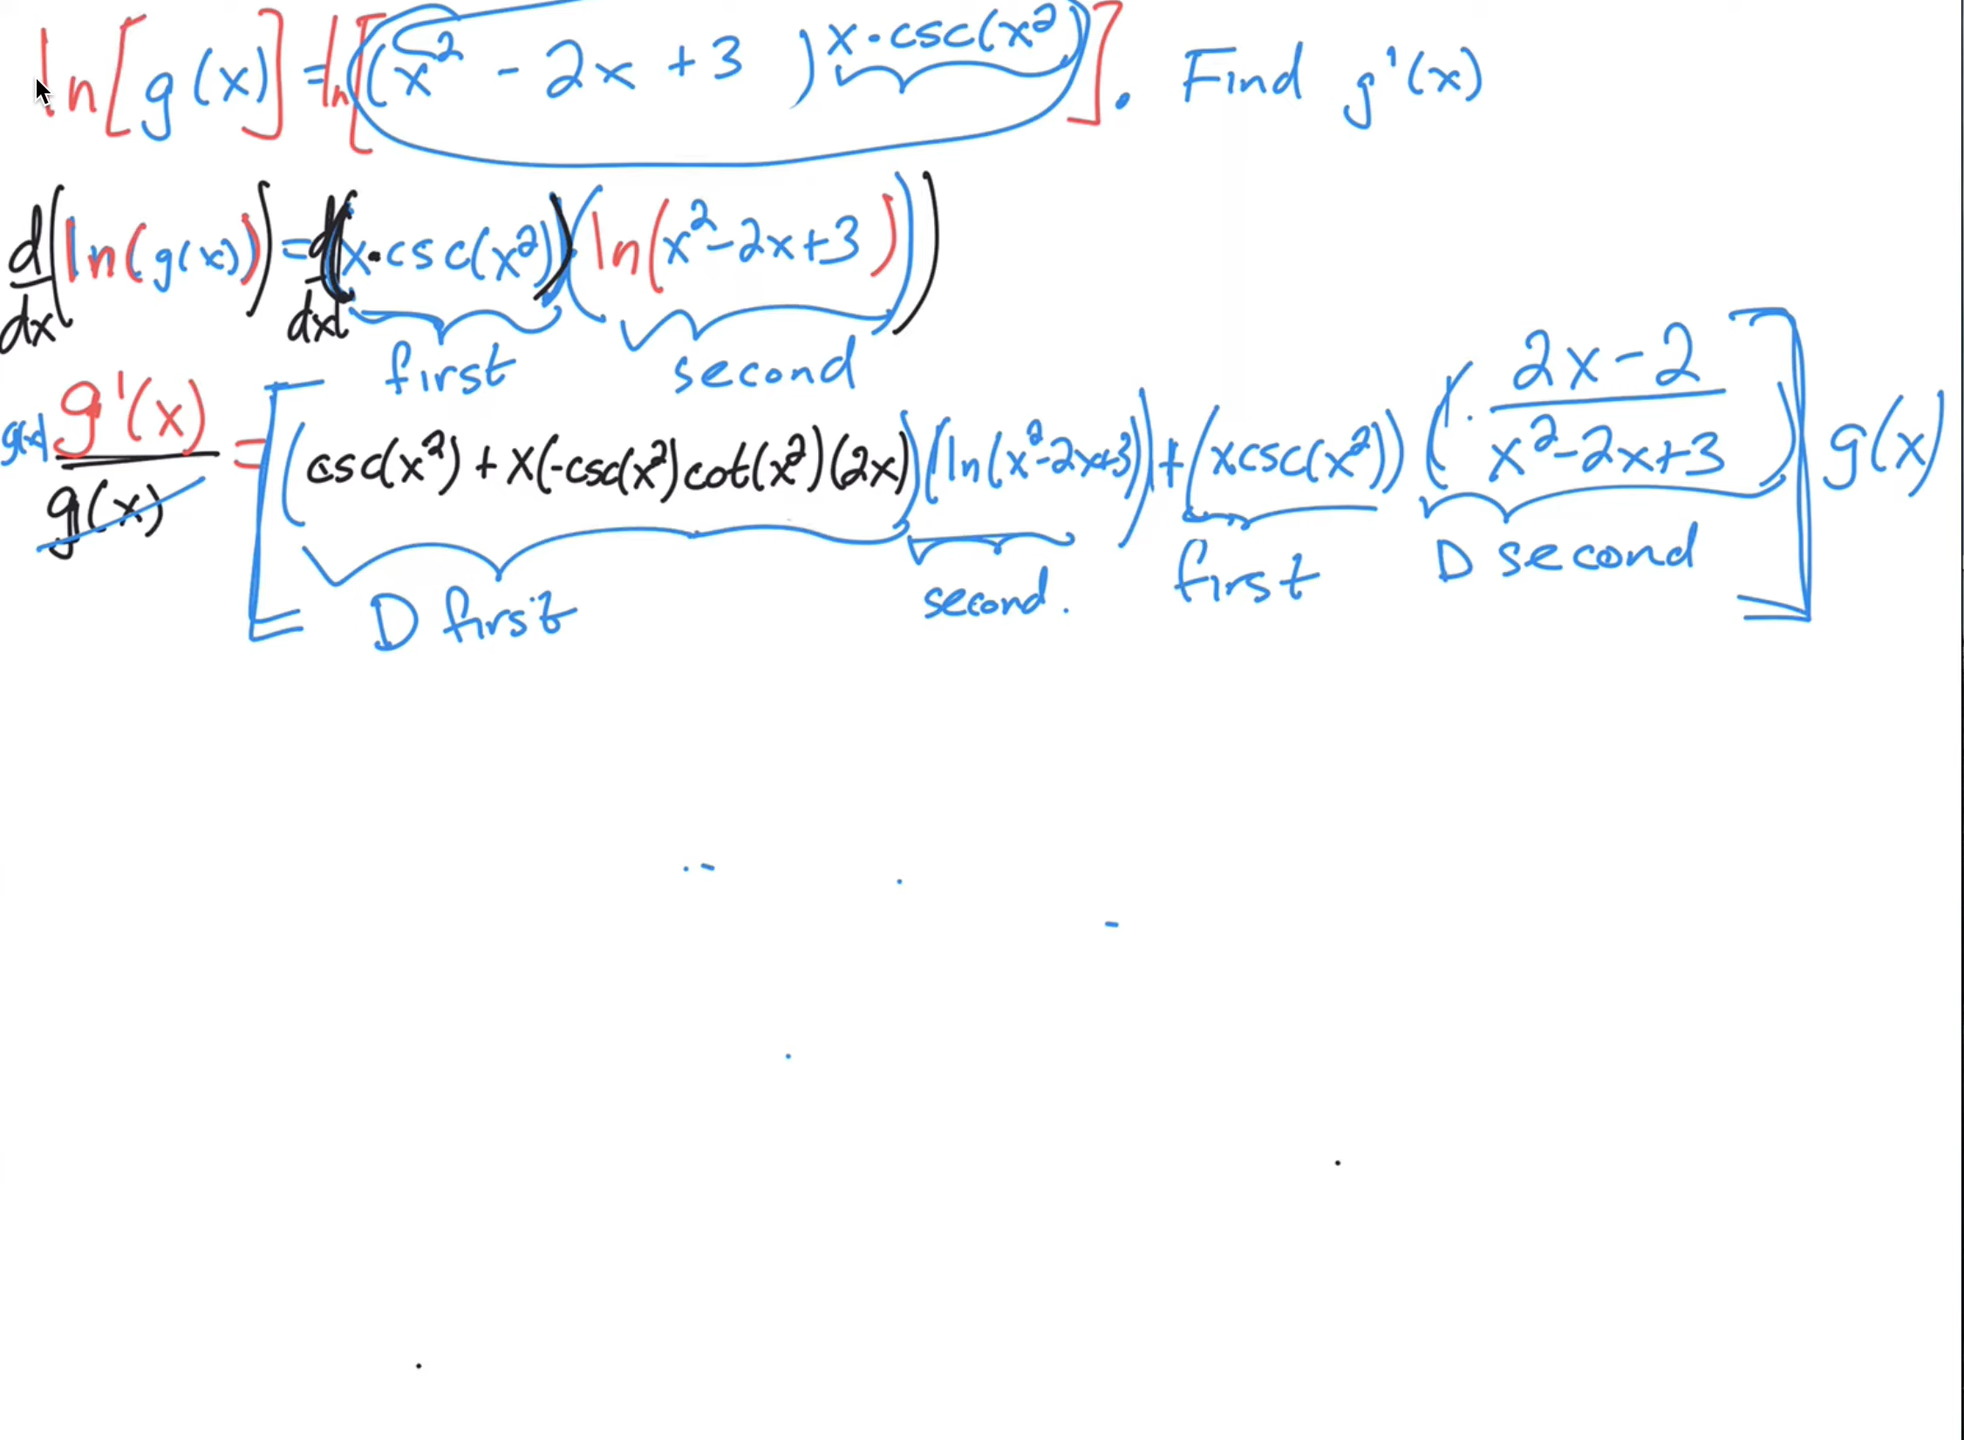 ln[g(x)] = ln[(x² - 2x + 3)^(x·csc(x²))]. Find g'(x)
d/dx(ln(g(x))) = d/dx((x·csc(x²))(ln(x²-2x+3)))
first second
g(x) g'(x)/g(x) = [(csc(x²) + x(-csc(x²)cot(x²)(2x))(ln(x²-2x+3)) + (xcsc(x²)) (· (2x-2)/(x²-2x+3))] g(x)
D first second. first D second